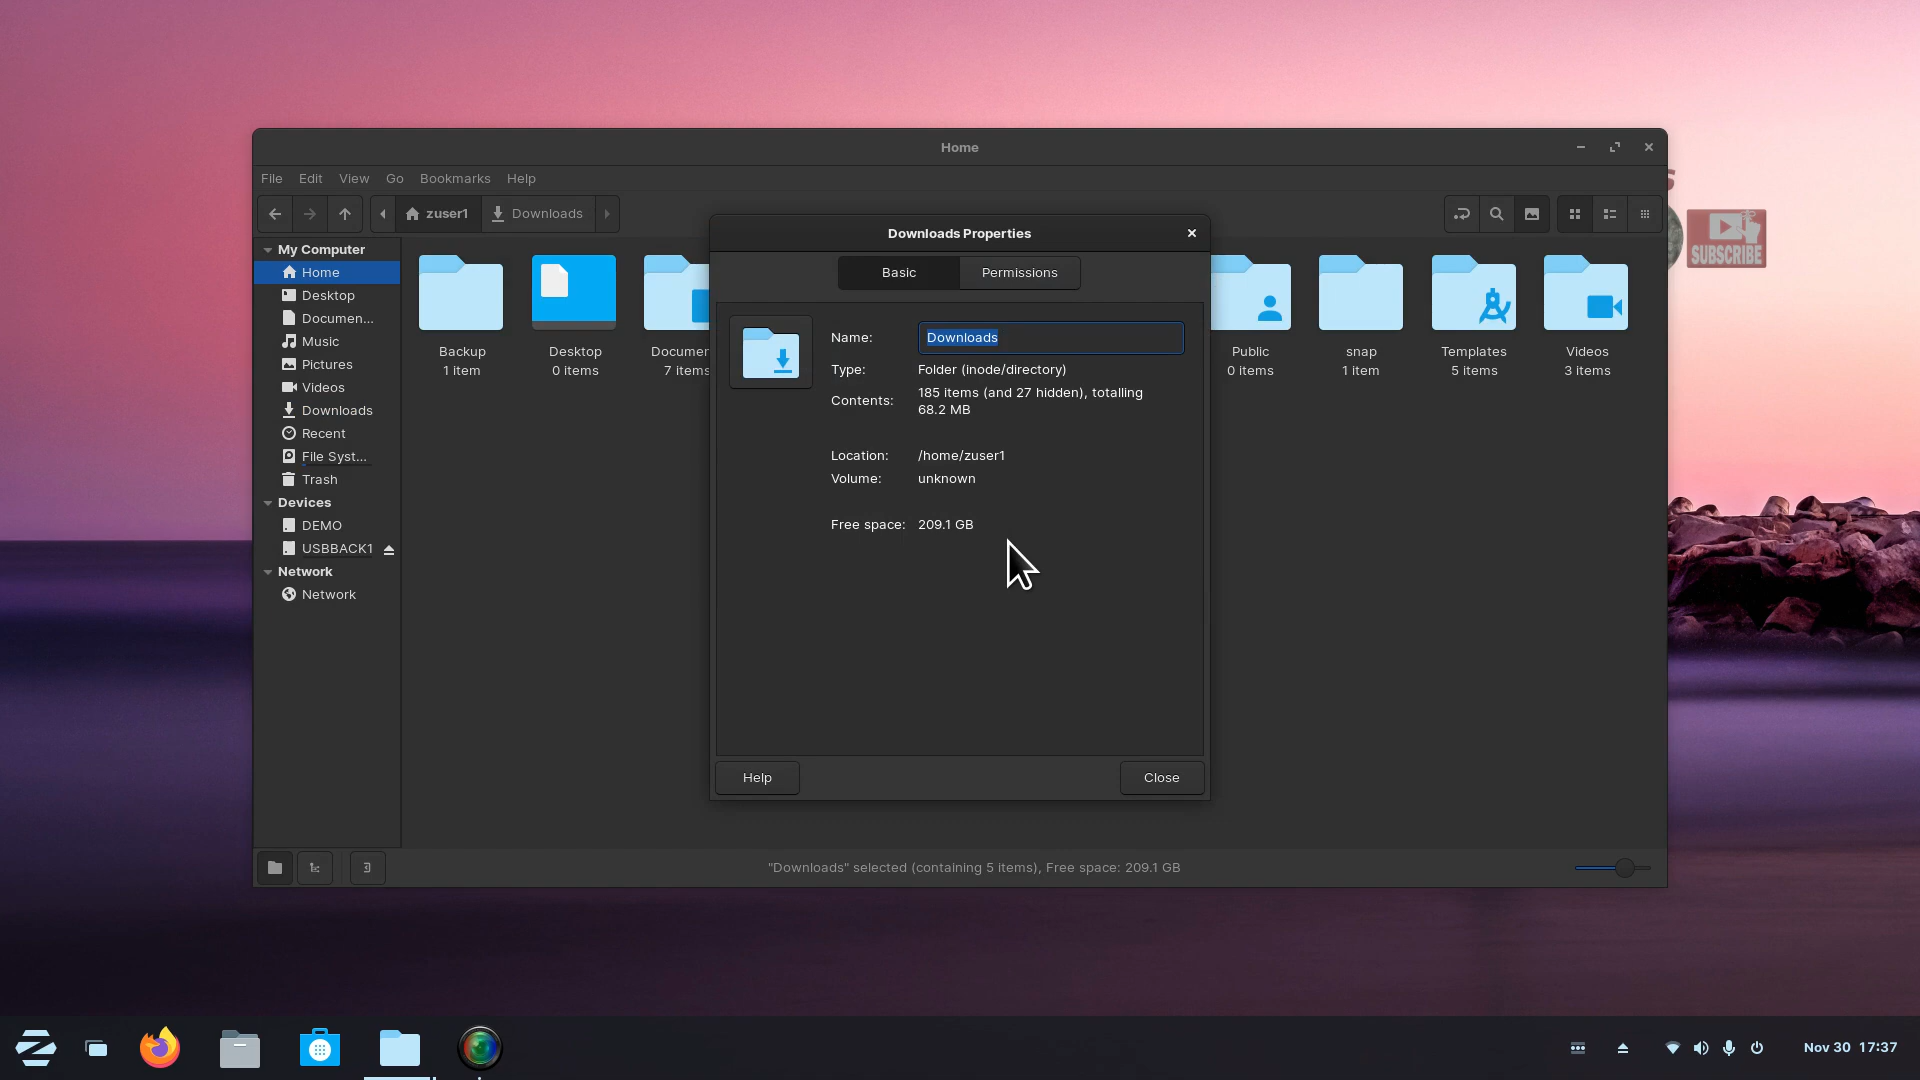 Home
File Edit View Go Bookmarks Help
zuser1 Downloads
Downloads Properties
Basic Permissions
My Computer
Home
Desktop
Documen...
Music
Pictures
Videos
Downloads
Recent
File Syst...
Trash
Devices
DEMO
USBBACK1
Network
Network
Backup
1 item
Desktop
0 items
Documen
7 items
Name: Downloads
Type: Folder (inode/directory)
Contents: 185 items (and 27 hidden), totalling
68.2 MB
Location: /home/zuser1
Volume: unknown
Free space: 209.1 GB
Help Close
Public
0 items
snap
1 item
Templates
5 items
Videos
3 items
SUBSCRIBE
"Downloads" selected (containing 5 items), Free space: 209.1 GB
Nov 30 17:37